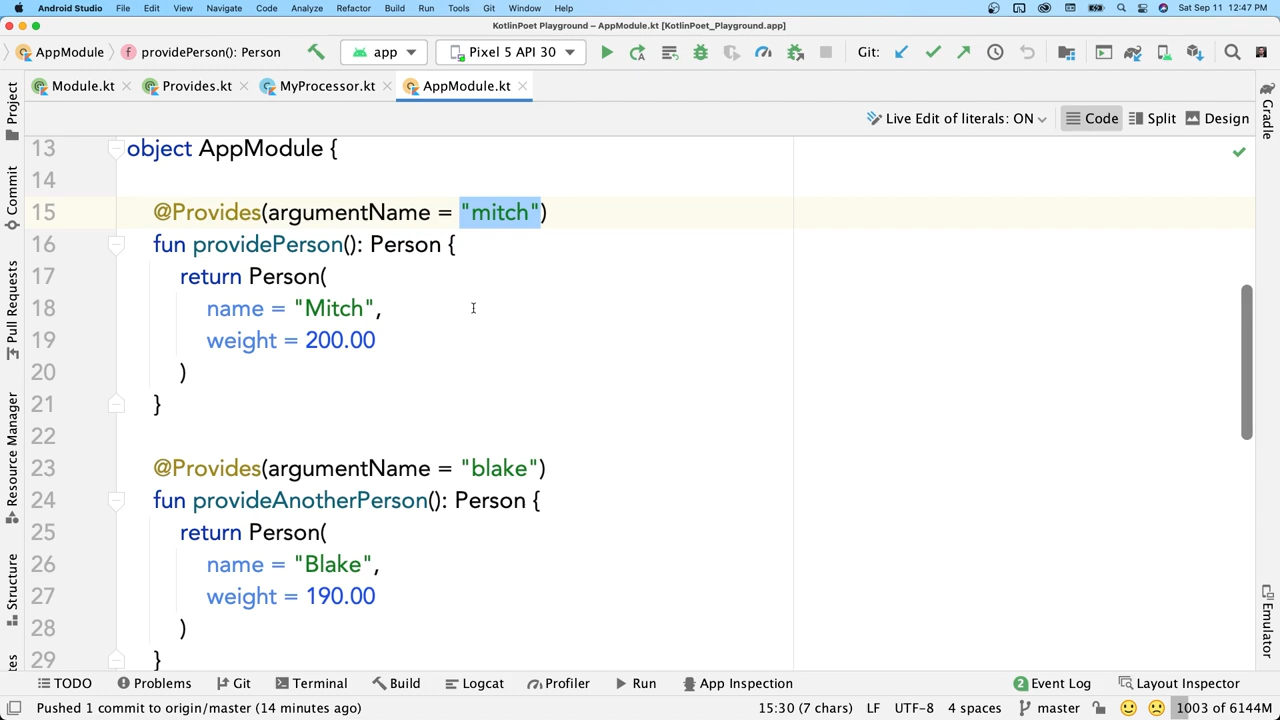 Android Studio File Edit View Navigate Code Analyze Refactor Build Run Tools Git Window Help Sat Sep 11 12:47 PM
KotlinPoet Playground – AppModule.kt [KotlinPoet_Playground.app]
AppModule providePerson(): Person app Pixel 5 API 30 Git:
Module.kt Provides.kt MyProcessor.kt AppModule.kt
Live Edit of literals: ON Code Split Design
13 object AppModule {
14
15 @Provides(argumentName = "mitch")
16 fun providePerson(): Person {
17 return Person(
18 name = "Mitch",
19 weight = 200.00
20 )
21 }
22
23 @Provides(argumentName = "blake")
24 fun provideAnotherPerson(): Person {
25 return Person(
26 name = "Blake",
27 weight = 190.00
28 )
29 }
Project
Commit
Pull Requests
Resource Manager
Structure
Gradle
Emulator
TODO Problems Git Terminal Build Logcat Profiler Run App Inspection 2 Event Log Layout Inspector
Pushed 1 commit to origin/master (14 minutes ago) 15:30 (7 chars) LF UTF-8 4 spaces master 1003 of 6144M